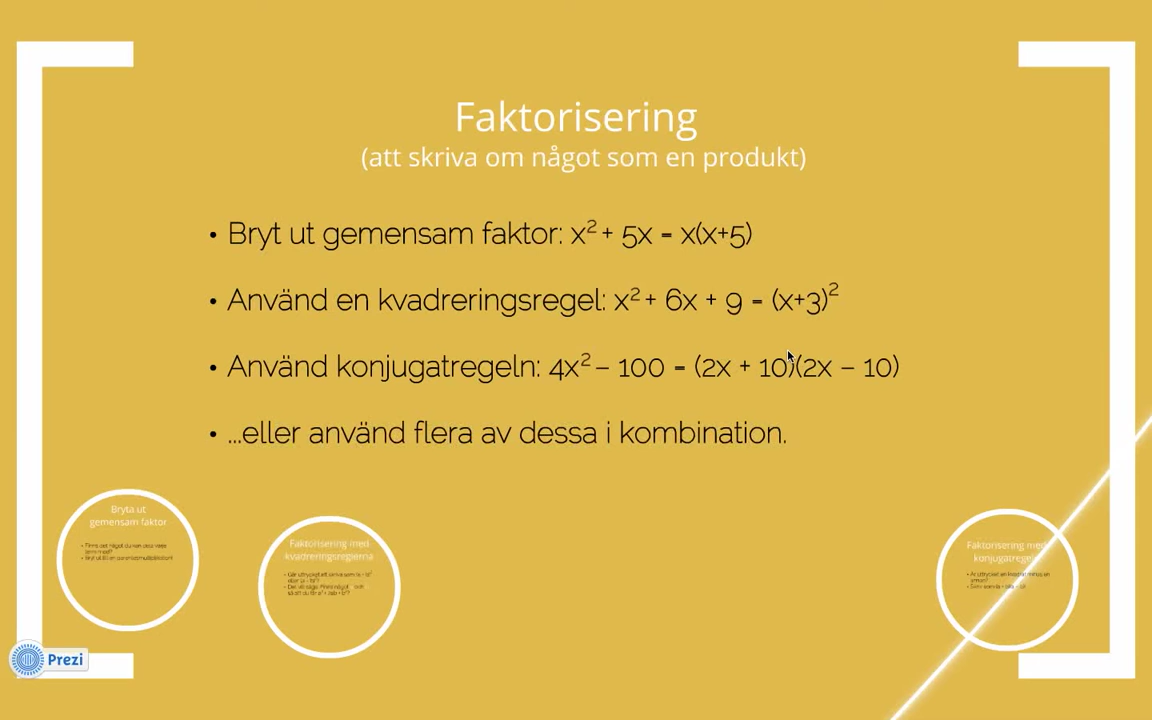 Faktorisering
(att skriva om något som en produkt)
• Bryt ut gemensam faktor: x² + 5x = x(x+5)
• Använd en kvadreringsregel: x² + 6x + 9 = (x+3)²
• Använd konjugatregeln: 4x² – 100 = (2x + 10)(2x – 10)
• ...eller använd flera av dessa i kombination.
Bryta ut
gemensam faktor
Faktorisering med
kvadreringsreglerna
Faktorisering med
Prezi